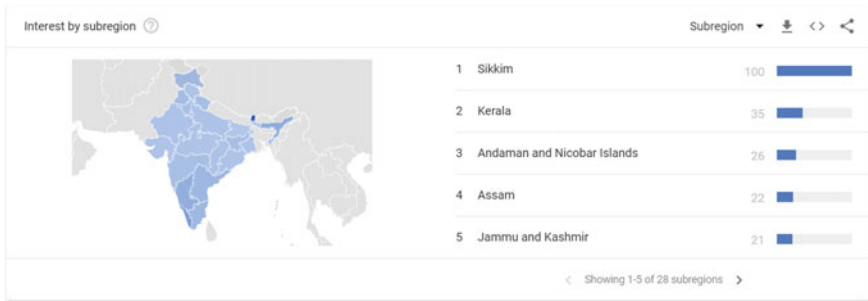 Interest by subregion ?
Subregion
1 Sikkim 100
2 Kerala 35
3 Andaman and Nicobar Islands 26
4 Assam 22
5 Jammu and Kashmir 21
Showing 1-5 of 28 subregions